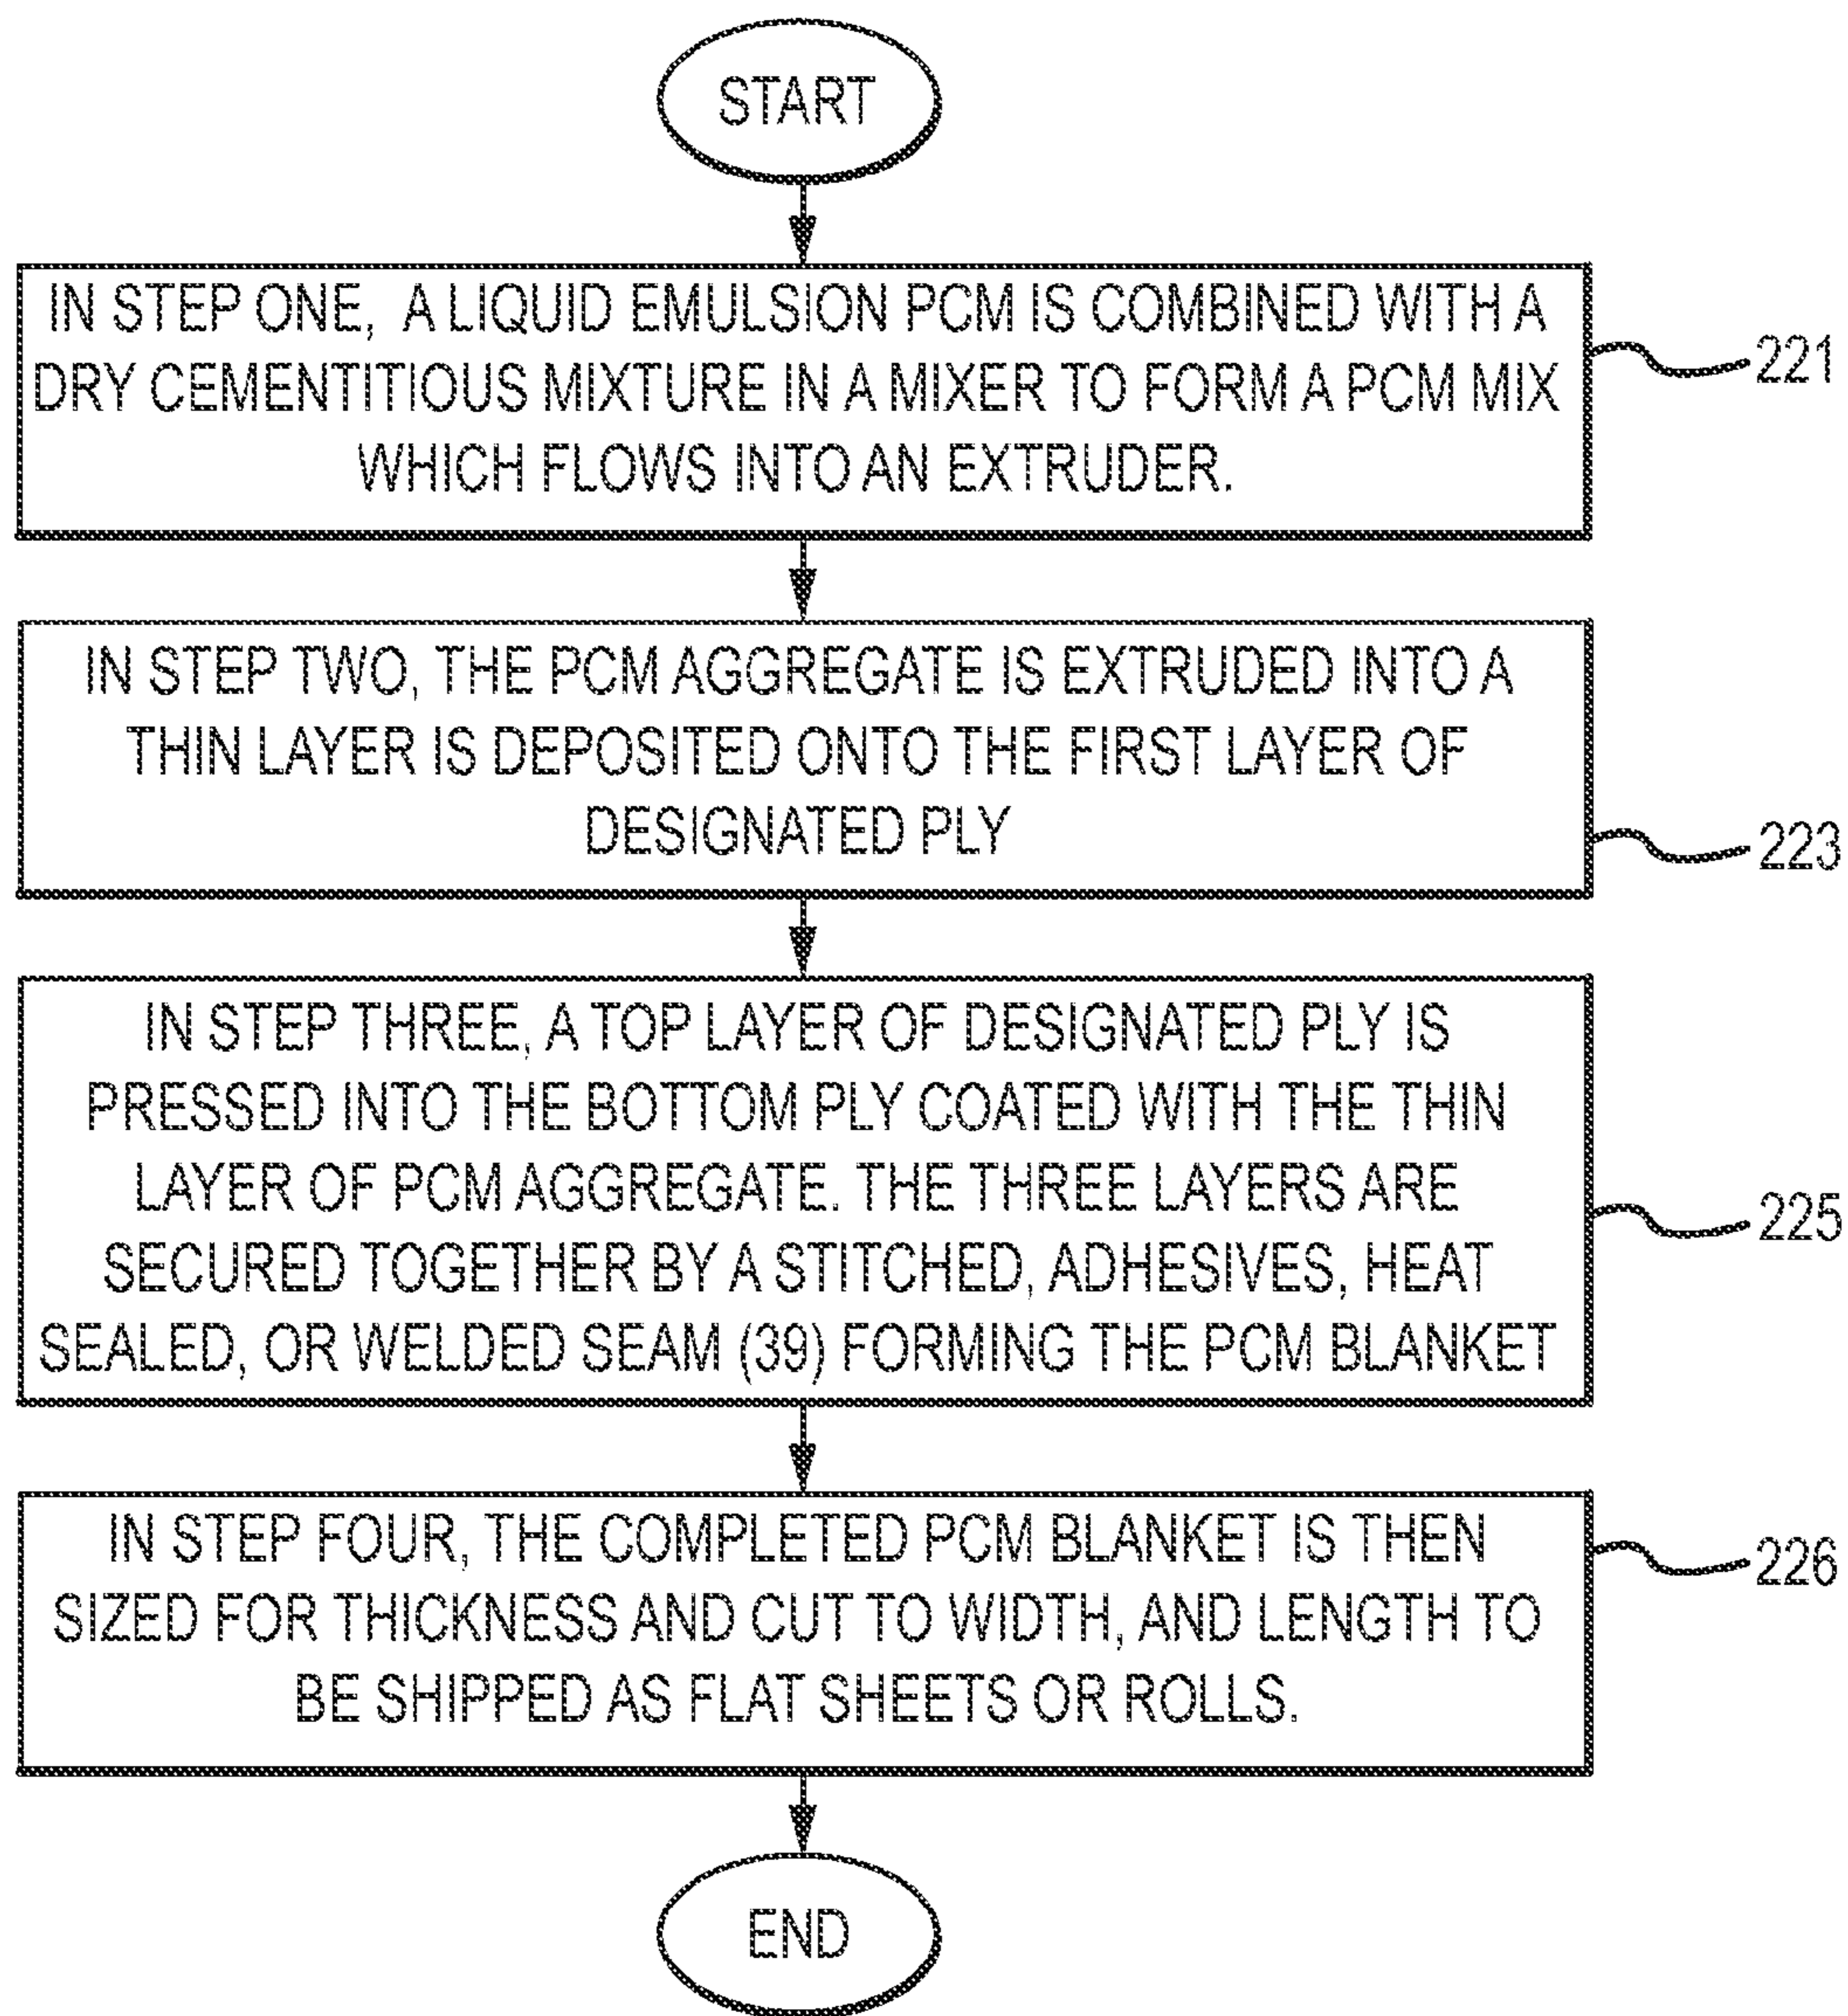 START
IN STEP ONE, A LIQUID EMULSION PCM IS COMBINED WITH A
DRY CEMENTITIOUS MIXTURE IN A MIXER TO FORM A PCM MIX
WHICH FLOWS INTO AN EXTRUDER.
221
IN STEP TWO, THE PCM AGGREGATE IS EXTRUDED INTO A
THIN LAYER IS DEPOSITED ONTO THE FIRST LAYER OF
DESIGNATED PLY
223
IN STEP THREE, A TOP LAYER OF DESIGNATED PLY IS
PRESSED INTO THE BOTTOM PLY COATED WITH THE THIN
LAYER OF PCM AGGREGATE. THE THREE LAYERS ARE
SECURED TOGETHER BY A STITCHED, ADHESIVES, HEAT
SEALED, OR WELDED SEAM (39) FORMING THE PCM BLANKET
225
IN STEP FOUR, THE COMPLETED PCM BLANKET IS THEN
SIZED FOR THICKNESS AND CUT TO WIDTH, AND LENGTH TO
BE SHIPPED AS FLAT SHEETS OR ROLLS.
226
END